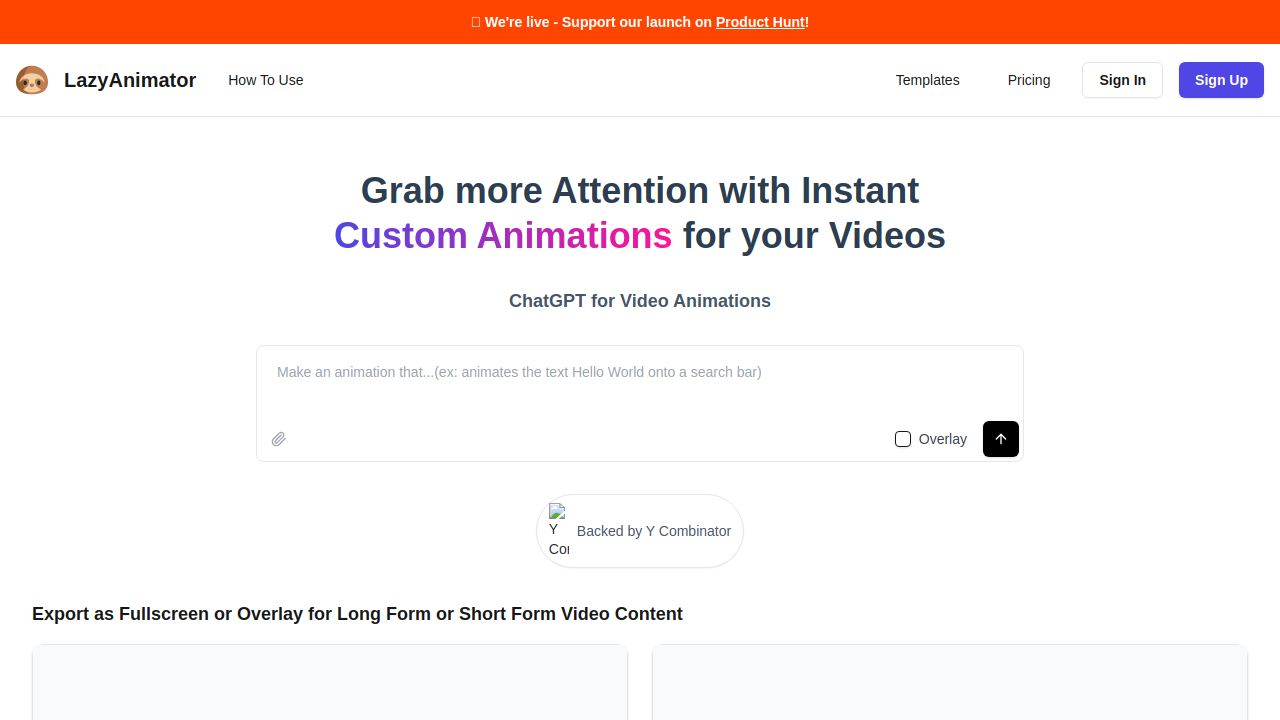 We're live - Support our launch on Product Hunt!
LazyAnimator
How To Use
Templates
Pricing
Sign In
Sign Up
Grab more Attention with Instant
Custom Animations for your Videos
ChatGPT for Video Animations
Make an animation that...(ex: animates the text Hello World onto a search bar)
Overlay
Y
Cor
Backed by Y Combinator
Export as Fullscreen or Overlay for Long Form or Short Form Video Content